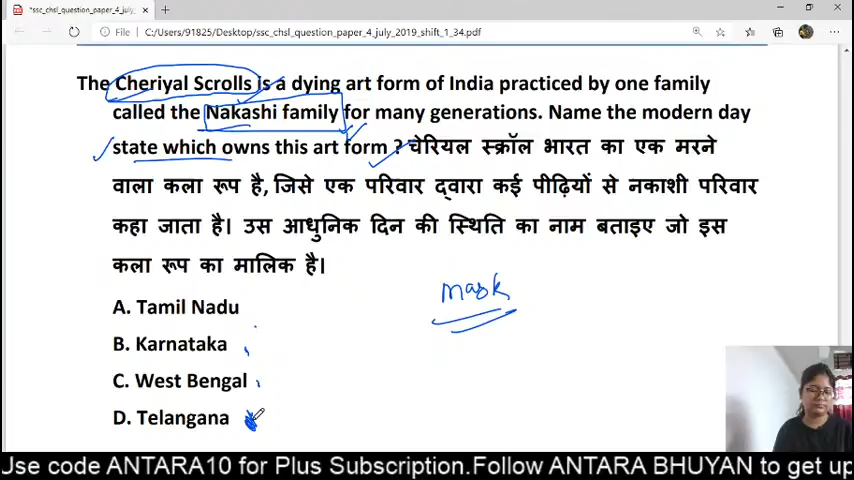 *ssc_chsl_question_paper_4_july_
File
C:/Users/91825/Desktop/ssc_chsl_question_paper_4_july_2019_shift_1_34.pdf
The Cheriyal Scrolls is a dying art form of India practiced by one family
called the Nakashi family for many generations. Name the modern day
state which owns this art form ? चेरियल स्क्रॉल भारत का एक मरने
वाला कला रूप है, जिसे एक परिवार द्वारा कई पीढ़ियों से नकाशी परिवार
कहा जाता है। उस आधुनिक दिन की स्थिति का नाम बताइए जो इस
कला रूप का मालिक है।
mask
A. Tamil Nadu
B. Karnataka
C. West Bengal
D. Telangana
Use code ANTARA10 for Plus Subscription.Follow ANTARA BHUYAN to get up